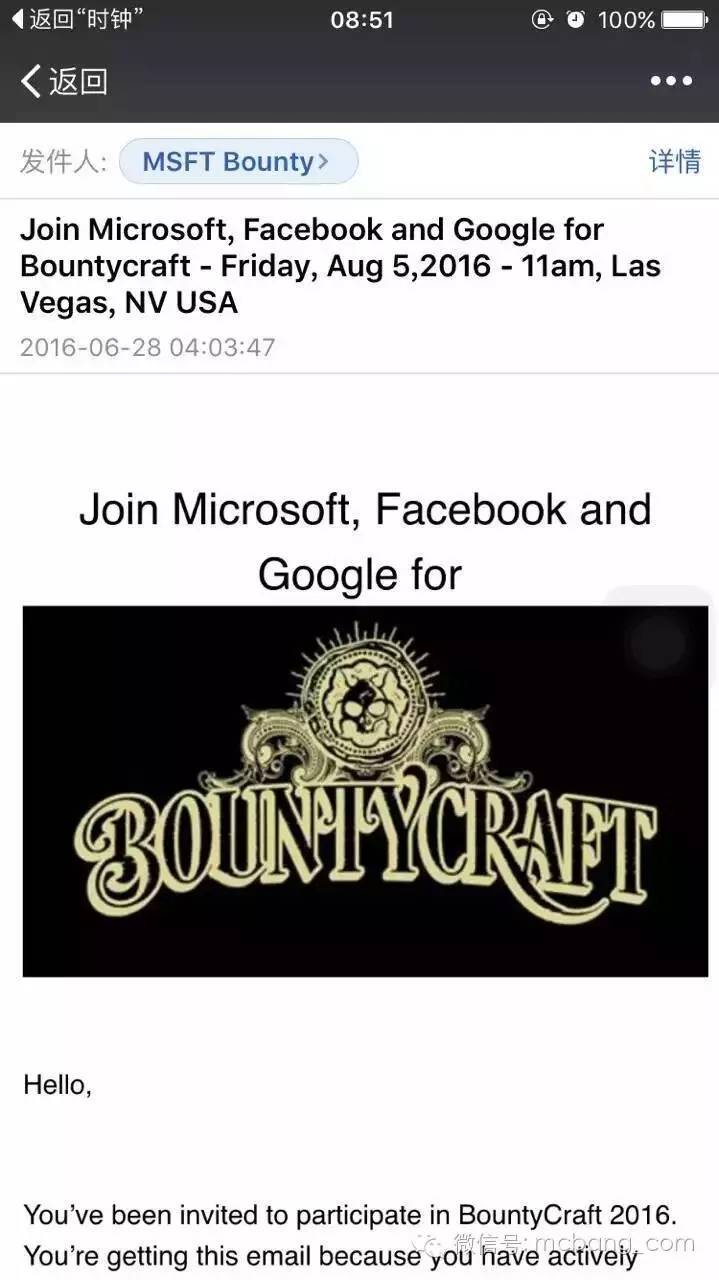 返回“时钟”
08:51
100%
返回
发件人: MSFT Bounty
详情
Join Microsoft, Facebook and Google for
Bountycraft - Friday, Aug 5,2016 - 11am, Las
Vegas, NV USA
2016-06-28 04:03:47
Join Microsoft, Facebook and
Google for
BOUNTYCRAFT
Hello,
You’ve been invited to participate in BountyCraft 2016.
You’re getting this email because you have actively
微信号: mcbang_com